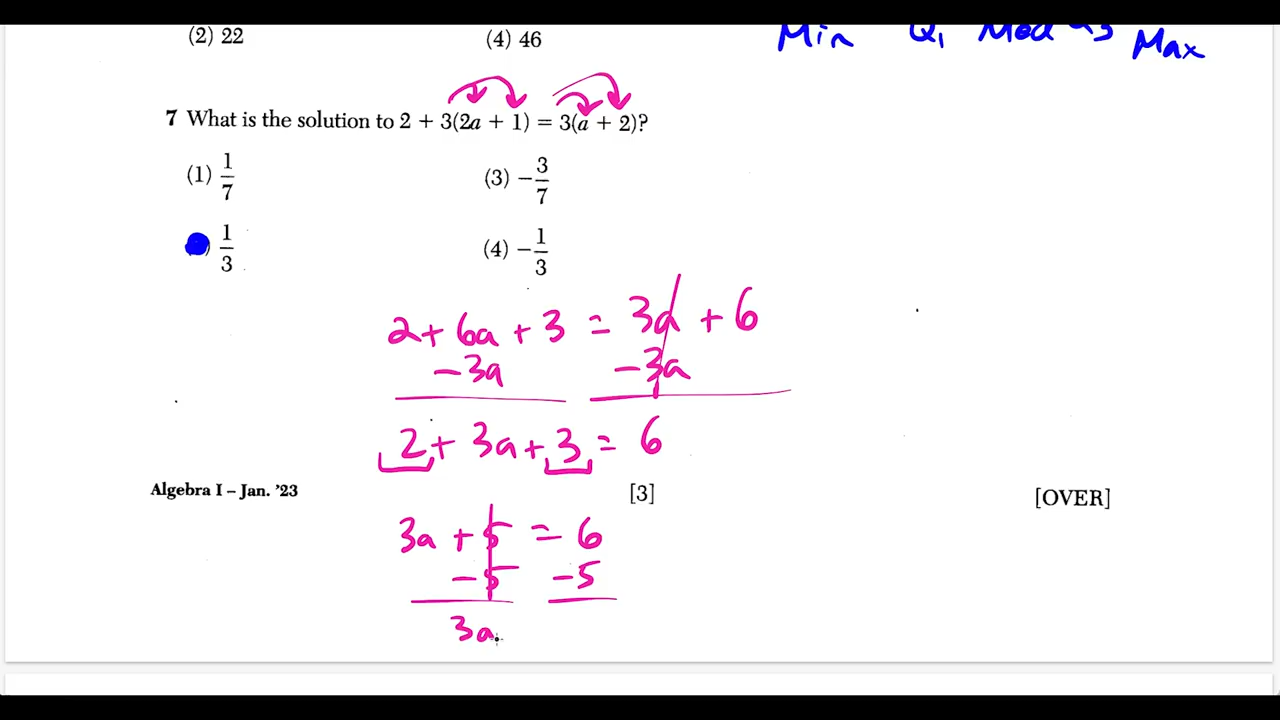 (2) 22 (4) 46
Min Q1 Med Q3 Max
7 What is the solution to 2 + 3(2a + 1) = 3(a + 2)?
(1) 1/7 (3) −3/7
) 1/3 (4) −1/3
2 + 6a + 3 = 3a + 6
−3a −3a
2 + 3a + 3 = 6
Algebra I – Jan. '23 [3] [OVER]
3a + 5 = 6
−5 −5
3a